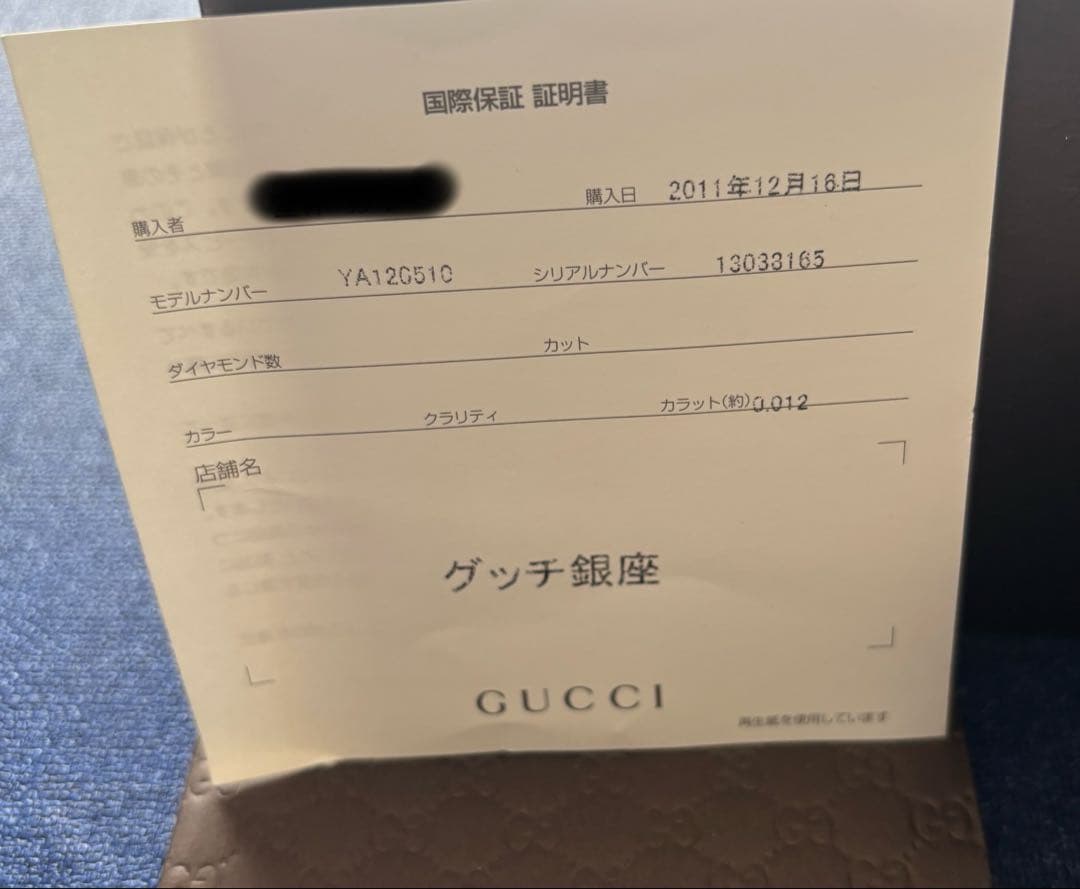 国際保証 証明書
購入者 購入日 2011年12月16日
モデルナンバー YA126510 シリアルナンバー 13033165
ダイヤモンド数 カット
カラー クラリティ カラット(約) 0.012
店舗名
グッチ銀座
GUCCI
再生紙を使用しています